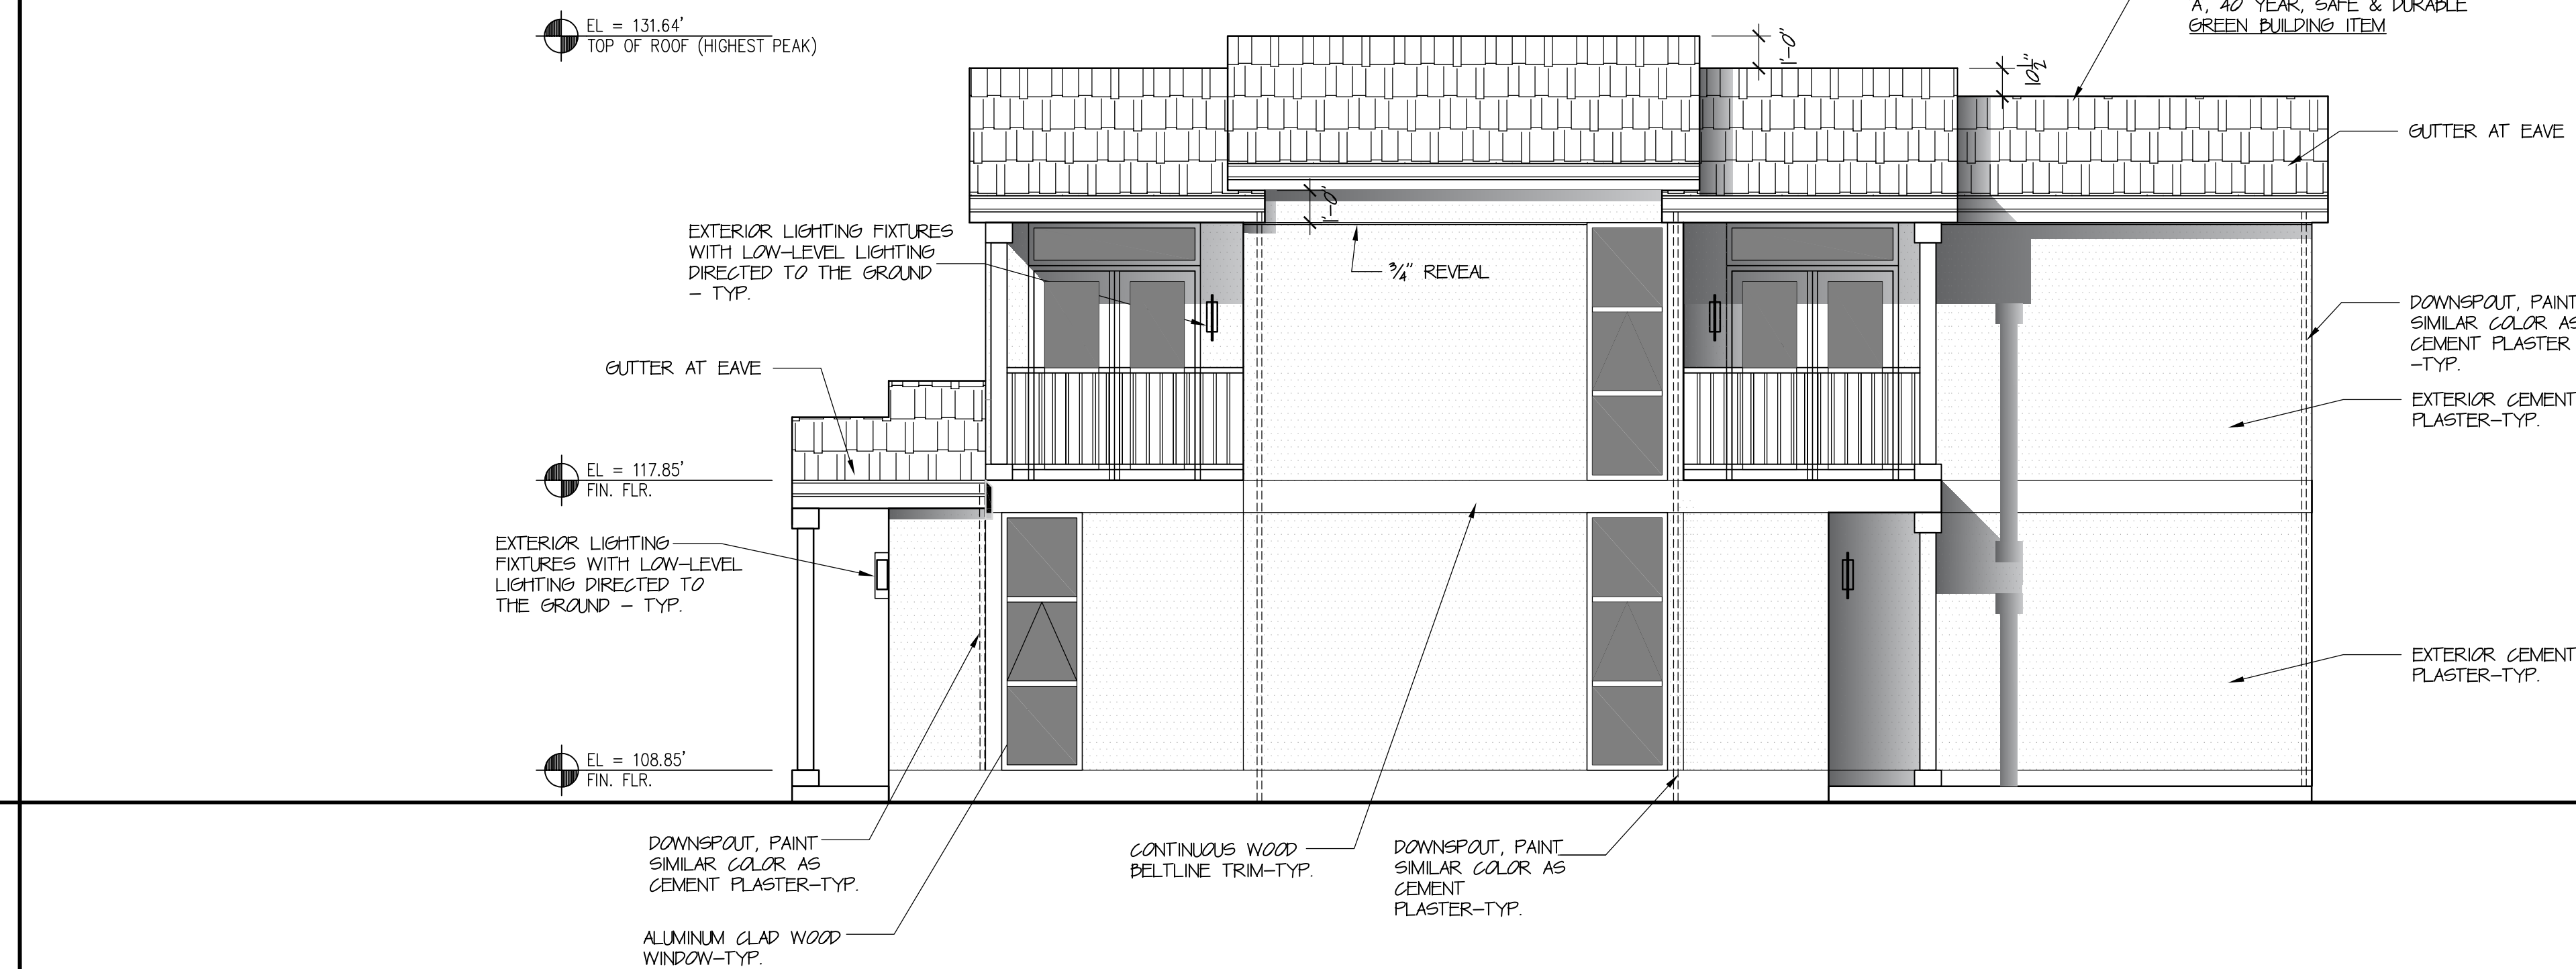 EL = 131.64'
TOP OF ROOF (HIGHEST PEAK)
A, 40 YEAR, SAFE & DURABLE
GREEN BUILDING ITEM
1'-0"
10½"
GUTTER AT EAVE
1'-0"
EXTERIOR LIGHTING FIXTURES
WITH LOW-LEVEL LIGHTING
DIRECTED TO THE GROUND
- TYP.
¾" REVEAL
DOWNSPOUT, PAINT
SIMILAR COLOR AS
CEMENT PLASTER
-TYP.
GUTTER AT EAVE
EXTERIOR CEMENT
PLASTER-TYP.
EL = 117.85'
FIN. FLR.
EXTERIOR LIGHTING
FIXTURES WITH LOW-LEVEL
LIGHTING DIRECTED TO
THE GROUND - TYP.
EXTERIOR CEMENT
PLASTER-TYP.
EL = 108.85'
FIN. FLR.
DOWNSPOUT, PAINT
SIMILAR COLOR AS
CEMENT PLASTER-TYP.
CONTINUOUS WOOD
BELTLINE TRIM-TYP.
DOWNSPOUT, PAINT
SIMILAR COLOR AS
CEMENT
PLASTER-TYP.
ALUMINUM CLAD WOOD
WINDOW-TYP.